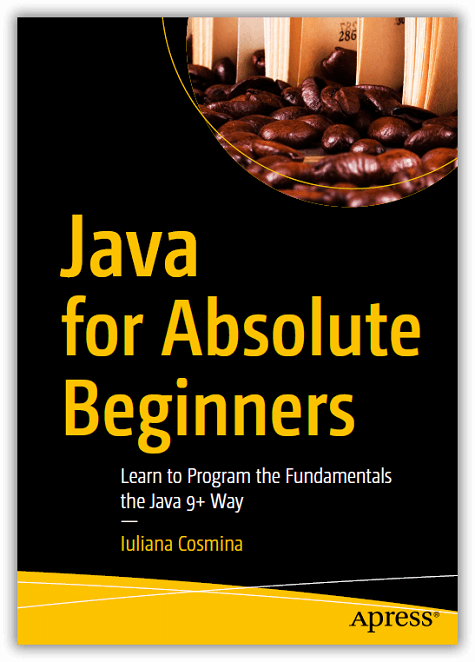 286
Java
for Absolute
Beginners
Learn to Program the Fundamentals
the Java 9+ Way
—
Iuliana Cosmina
Apress®